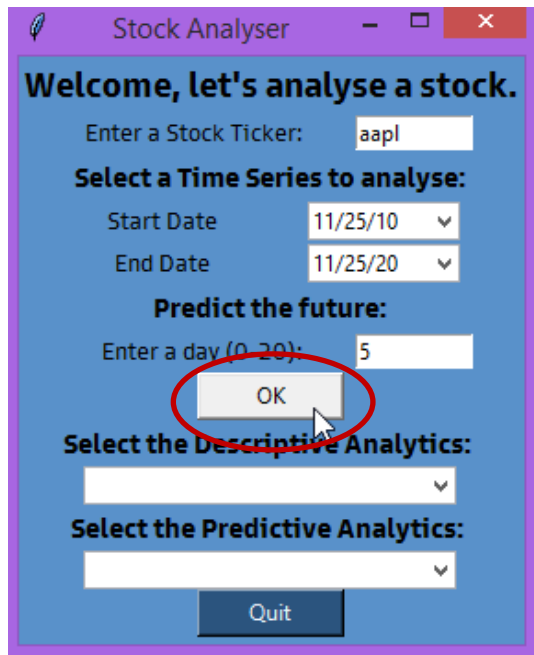 Stock Analyser
Welcome, let's analyse a stock.
Enter a Stock Ticker: aapl
Select a Time Series to analyse:
Start Date 11/25/10
End Date 11/25/20
Predict the future:
Enter a day (0-20): 5
OK
Select the Descriptive Analytics:
Select the Predictive Analytics:
Quit